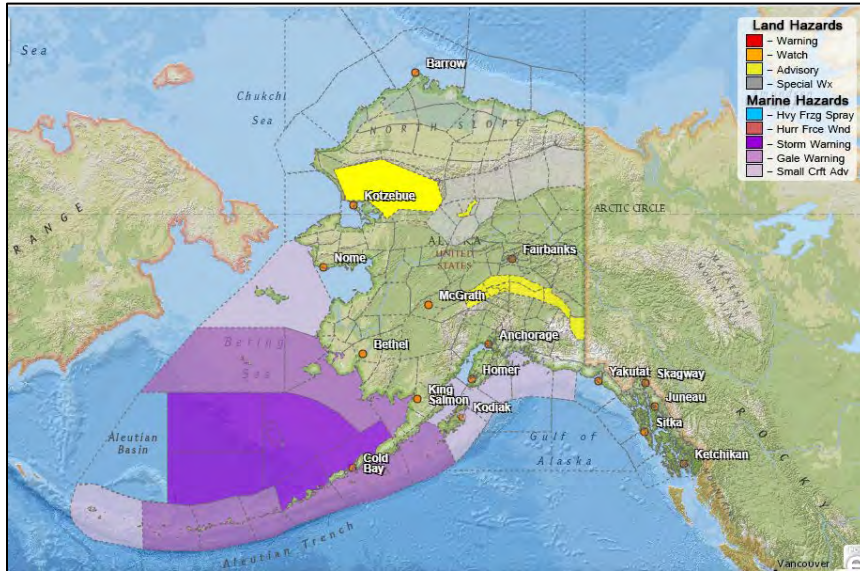 Land Hazards
- Warning
- Watch
- Advisory
- Special Wx
Marine Hazards
- Hvy Frzg Spray
- Hurr Frce Wnd
- Storm Warning
- Gale Warning
- Small Crft Adv
Sea
Barrow
Chukchi
Sea
NORTH SLOPE
Kotzebue
ARCTIC CIRCLE
RANGE
ALASKA
UNITED
STATES
Fairbanks
Nome
McGrath
MACKENZIE
MOUNTAINS
Bering
Sea
Bethel
Anchorage
Homer
Yakutat
Skagway
King
Salmon
Kodiak
Juneau
Sitka
ROCKY
Aleutian
Basin
Gulf of
Alaska
Cold
Bay
Ketchikan
Aleutian Trench
Vancouver